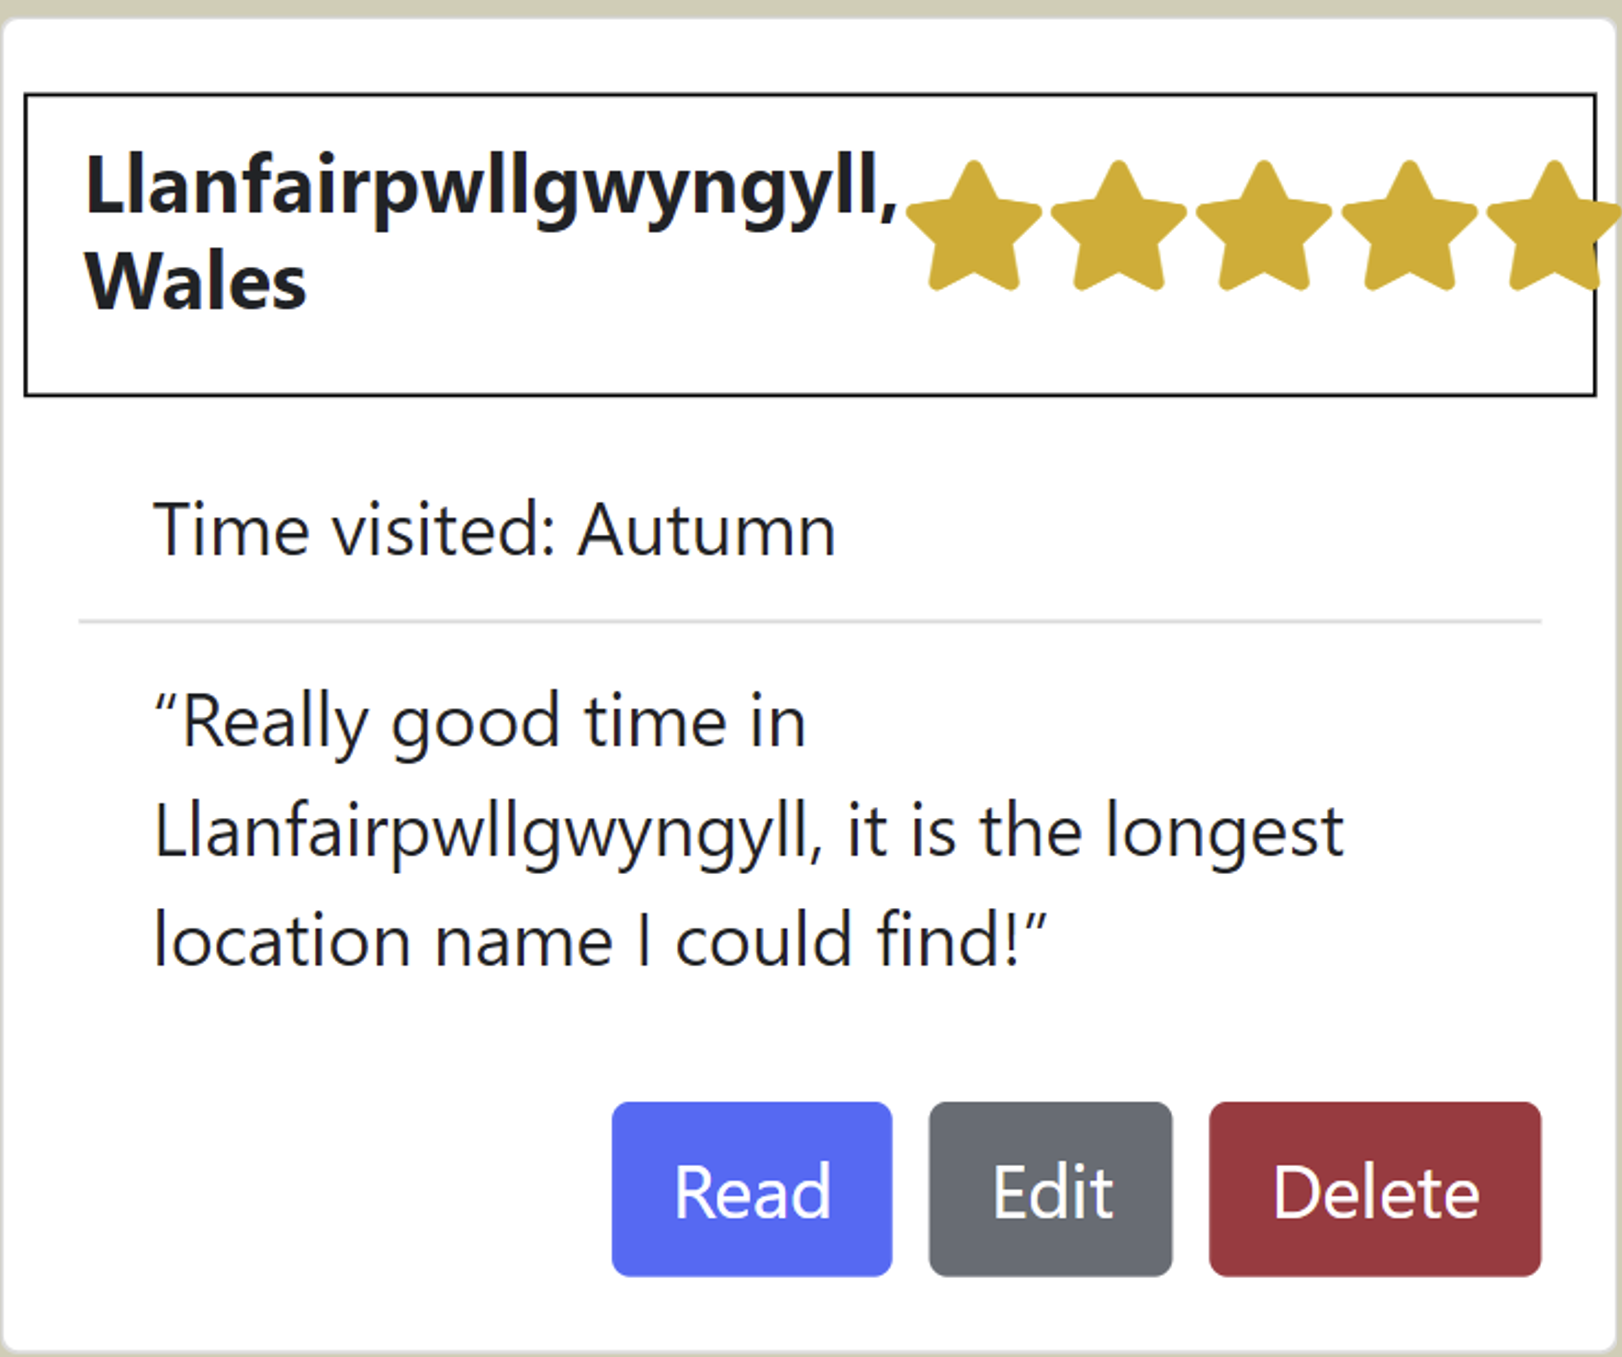 Llanfairpwllgwyngyll,
Wales
Time visited: Autumn
“Really good time in
Llanfairpwllgwyngyll, it is the longest
location name I could find!”
Read Edit Delete